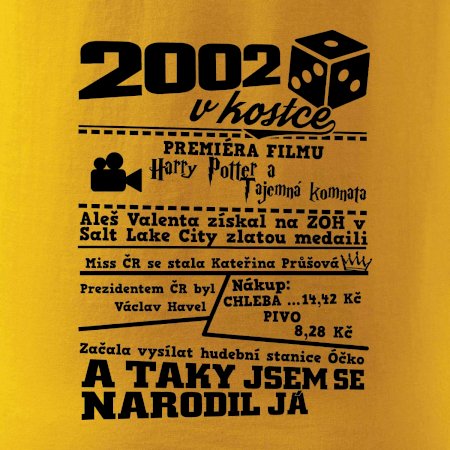 2002
v kostce
PREMIÉRA FILMU
Harry Potter a
Tajemná komnata
Aleš Valenta získal na ZOH v
Salt Lake City zlatou medaili
Miss ČR se stala Kateřina Průšová
Prezidentem ČR byl
Václav Havel
Nákup:
CHLEBA ...14,42 Kč
PIVO
8,28 Kč
Začala vysílat hudební stanice Óčko
A TAKY JSEM SE
NARODIL JÁ